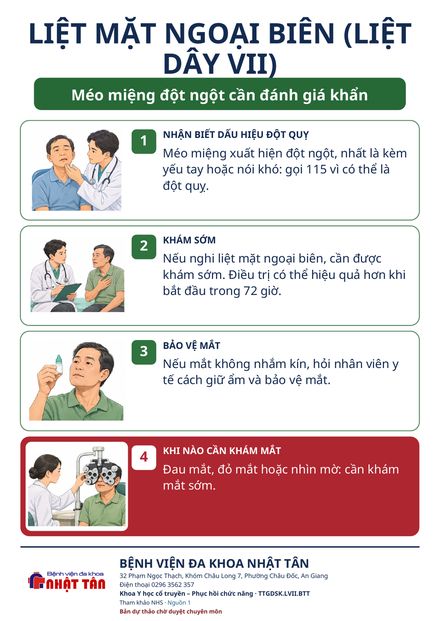 LIỆT MẶT NGOẠI BIÊN (LIỆT
DÂY VII)
Méo miệng đột ngột cần đánh giá khẩn
1
NHẬN BIẾT DẤU HIỆU ĐỘT QUỴ
Méo miệng xuất hiện đột ngột, nhất là kèm
yếu tay hoặc nói khó: gọi 115 vì có thể là
đột quỵ.
2
KHÁM SỚM
Nếu nghi liệt mặt ngoại biên, cần được
khám sớm. Điều trị có thể hiệu quả hơn khi
bắt đầu trong 72 giờ.
3
BẢO VỆ MẮT
Nếu mắt không nhắm kín, hỏi nhân viên y
tế cách giữ ẩm và bảo vệ mắt.
4
KHI NÀO CẦN KHÁM MẮT
Đau mắt, đỏ mắt hoặc nhìn mờ: cần khám
mắt sớm.
Bệnh viện đa khoa
NHẬT TÂN
BỆNH VIỆN ĐA KHOA NHẬT TÂN
32 Phạm Ngọc Thạch, Khóm Châu Long 7, Phường Châu Đốc, An Giang
Điện thoại 0296 3562 357
Khoa Y học cổ truyền – Phục hồi chức năng · TTGDSK.LVII.BTT
Tham khảo NHS · Nguồn 1
Bản dự thảo chờ duyệt chuyên môn